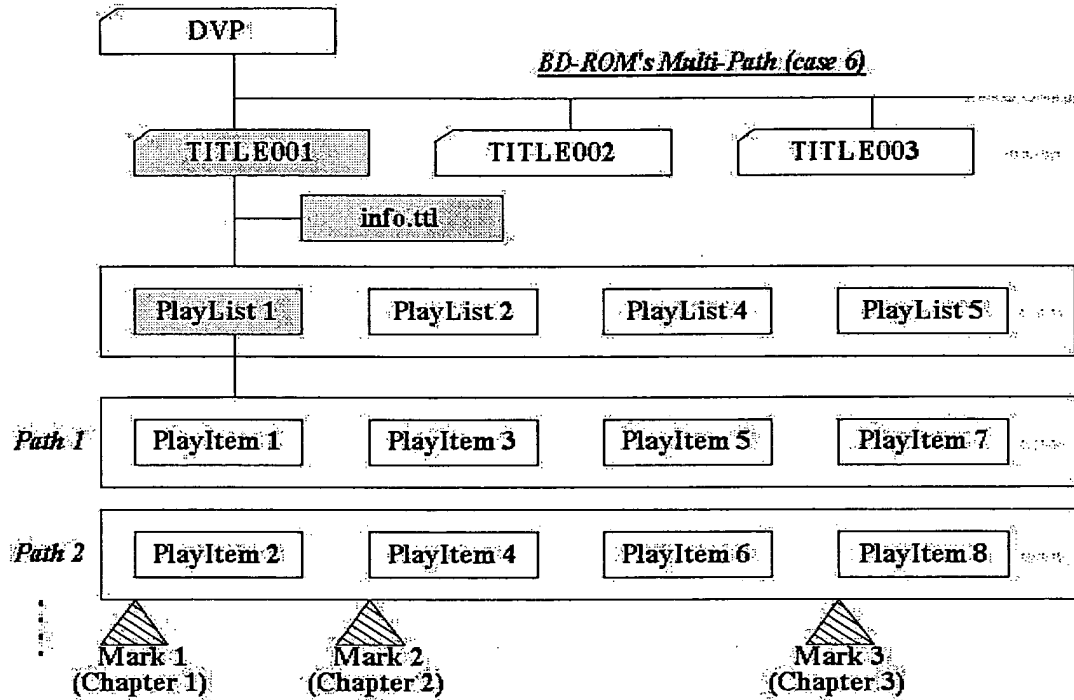 DVP
BD-ROM's Multi-Path (case 6)
TITLE001
TITLE002
TITLE003
info.ttl
PlayList 1
PlayList 2
PlayList 4
PlayList 5
Path 1
PlayItem 1
PlayItem 3
PlayItem 5
PlayItem 7
Path 2
PlayItem 2
PlayItem 4
PlayItem 6
PlayItem 8
Mark 1
(Chapter 1)
Mark 2
(Chapter 2)
Mark 3
(Chapter 3)